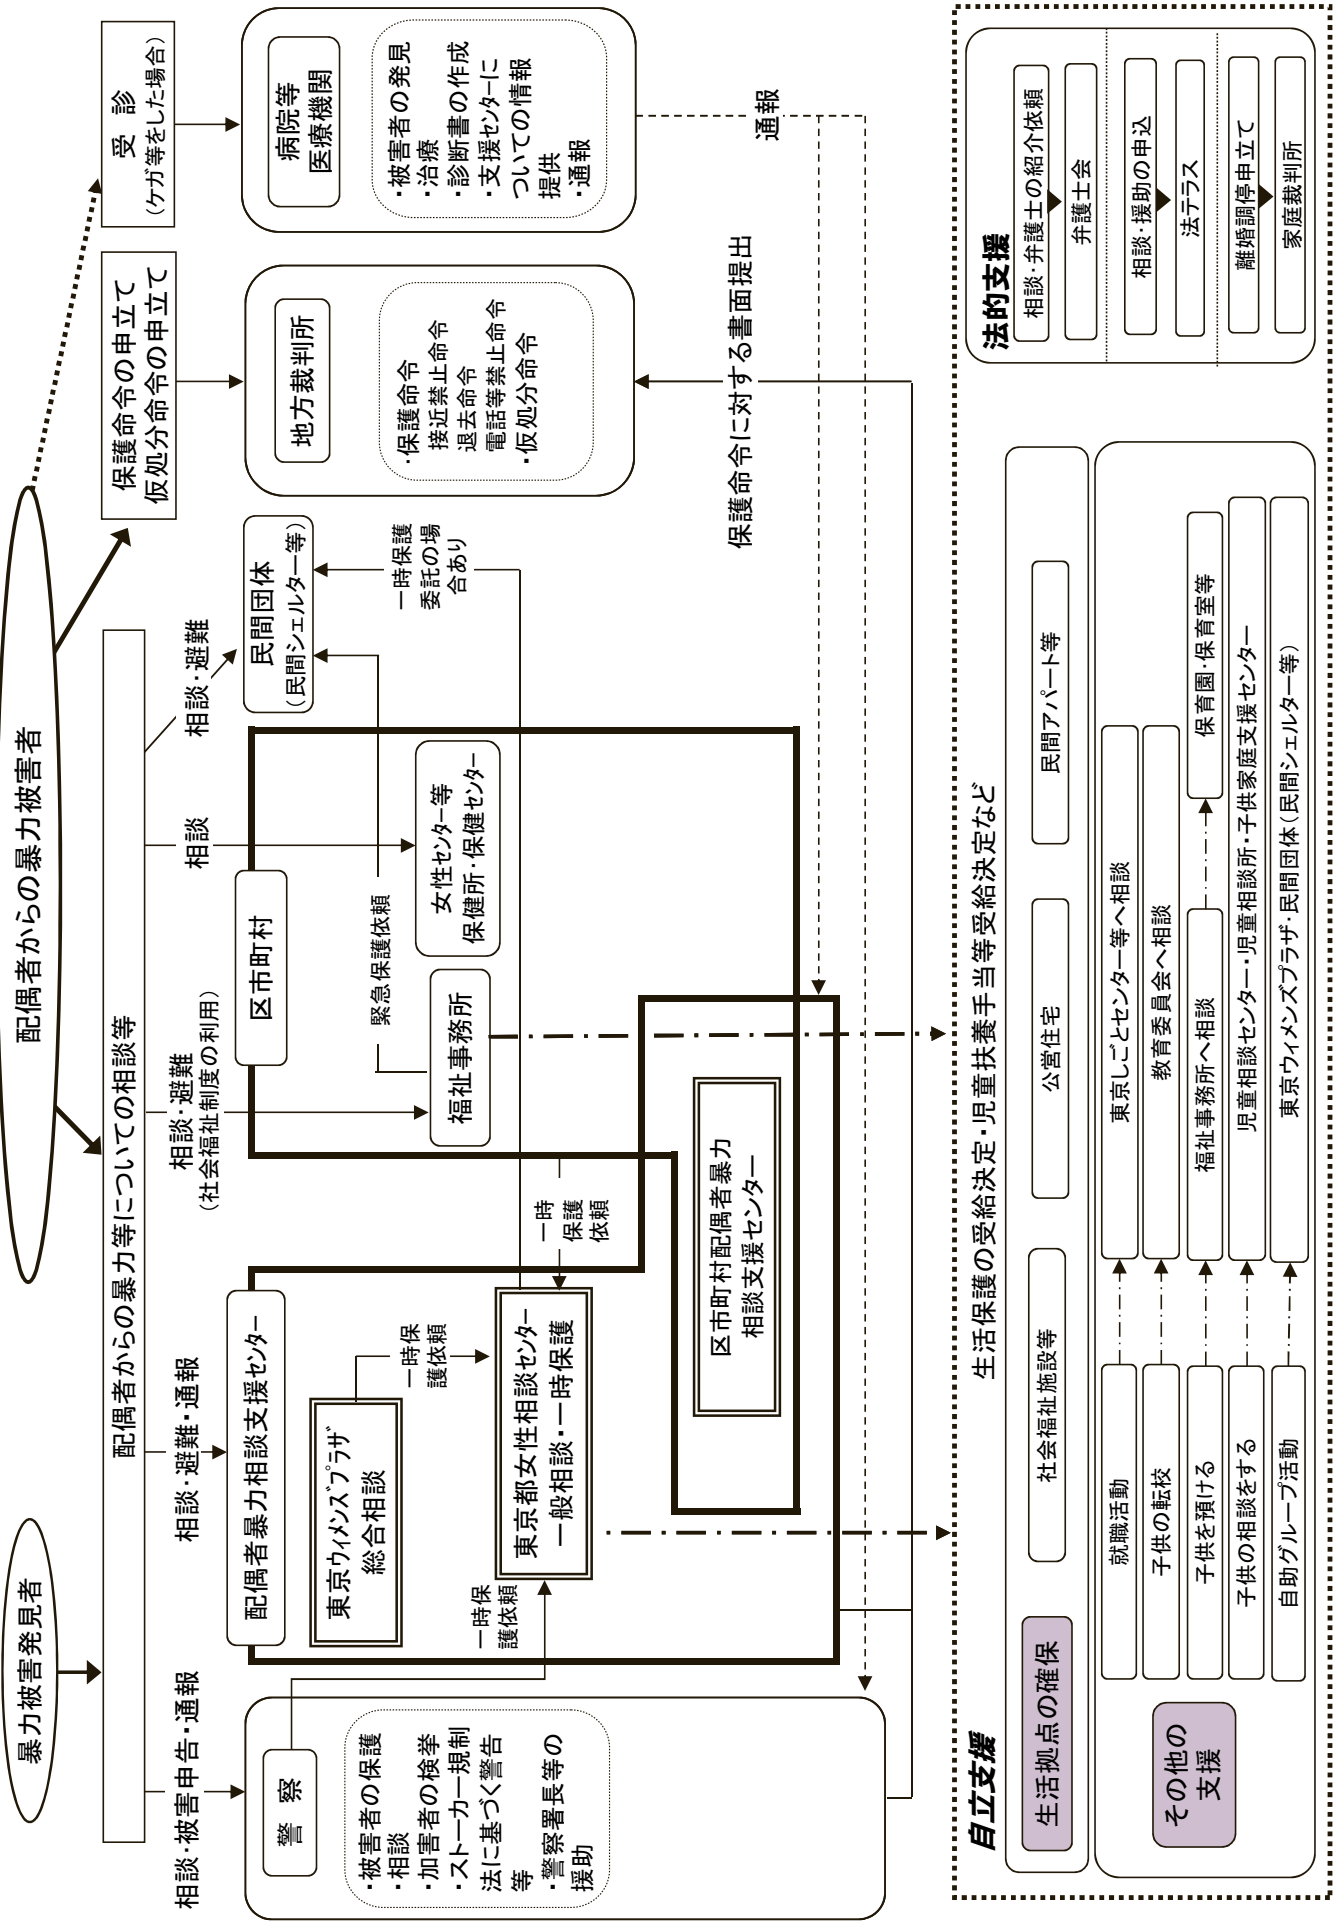 暴力被害発見者
配偶者からの暴力被害者
配偶者からの暴力等についての相談等
保護命令の申立て
仮処分命令の申立て
受　診
（ケガ等をした場合）
相談・被害申告・通報
相談・避難・通報
相談・避難
（社会福祉制度の利用）
相談
相談・避難
警　察
・被害者の保護
・相談
・加害者の検挙
・ストーカー規制
法に基づく警告
等
・警察署長等の
援助
配偶者暴力相談支援センター
東京ウィメンズプラザ
総合相談
一時保
護依頼
東京都女性相談センター
一般相談・一時保護
一時保
護依頼
一時
保護
依頼
区市町村配偶者暴力
相談支援センター
区市町村
福祉事務所
女性センター等
保健所・保健センター
緊急保護依頼
民間団体
（民間シェルター等）
一時保護
委託の場
合あり
地方裁判所
・保護命令
接近禁止命令
退去命令
電話等禁止命令
・仮処分命令
病院等
医療機関
・被害者の発見
・治療
・診断書の作成
・支援センターに
ついての情報
提供
・通報
通報
保護命令に対する書面提出
生活保護の受給決定・児童扶養手当等受給決定など
自立支援
生活拠点の確保
社会福祉施設等
公営住宅
民間アパート等
その他の
支援
就職活動
東京しごとセンター等へ相談
子供の転校
教育委員会へ相談
子供を預ける
福祉事務所へ相談
保育園・保育室等
子供の相談をする
児童相談センター・児童相談所・子供家庭支援センター
自助グループ活動
東京ウィメンズプラザ・民間団体（民間シェルター等）
法的支援
相談・弁護士の紹介依頼
弁護士会
相談・援助の申込
法テラス
離婚調停申立て
家庭裁判所